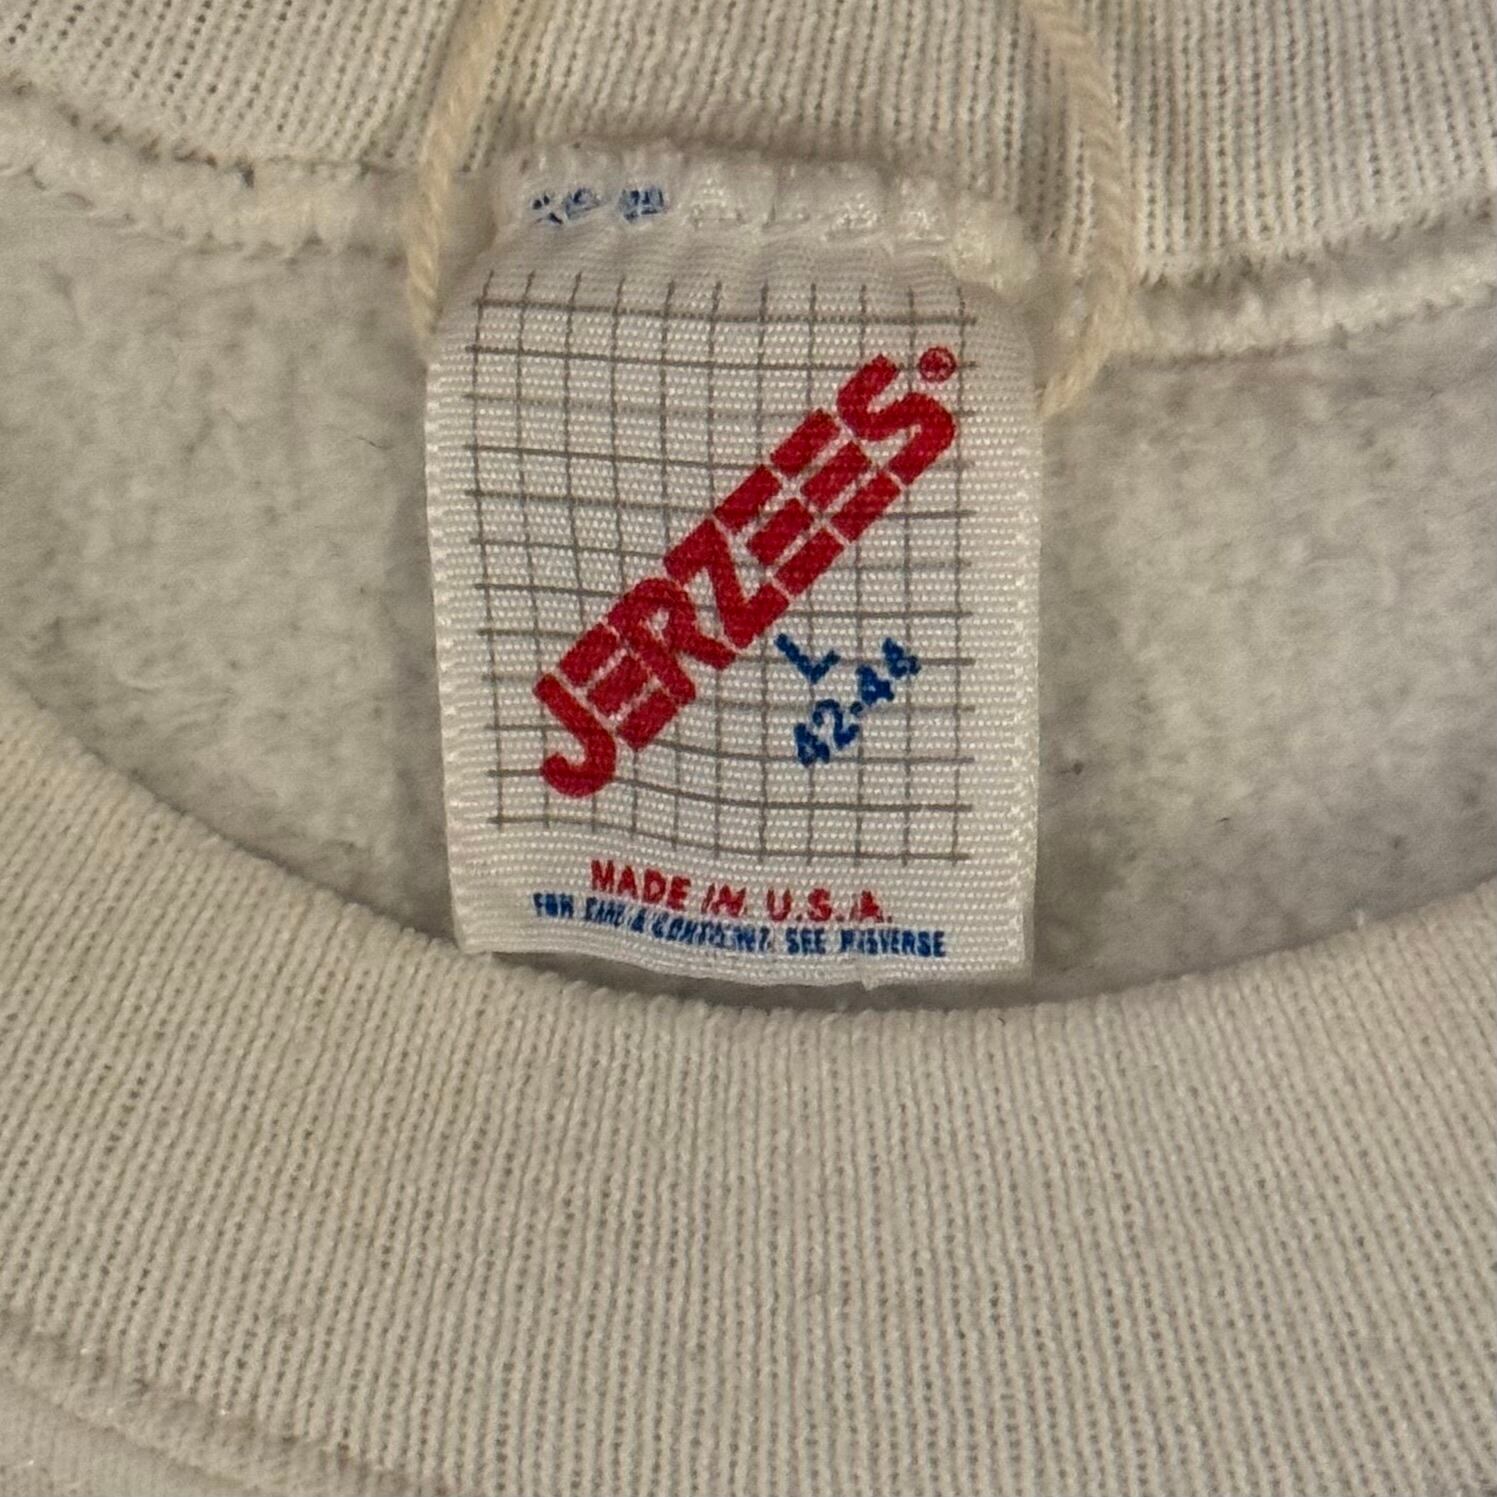 JERZEES®
L
42-44
MADE IN U.S.A.
FOR CARE & CONTENT SEE REVERSE